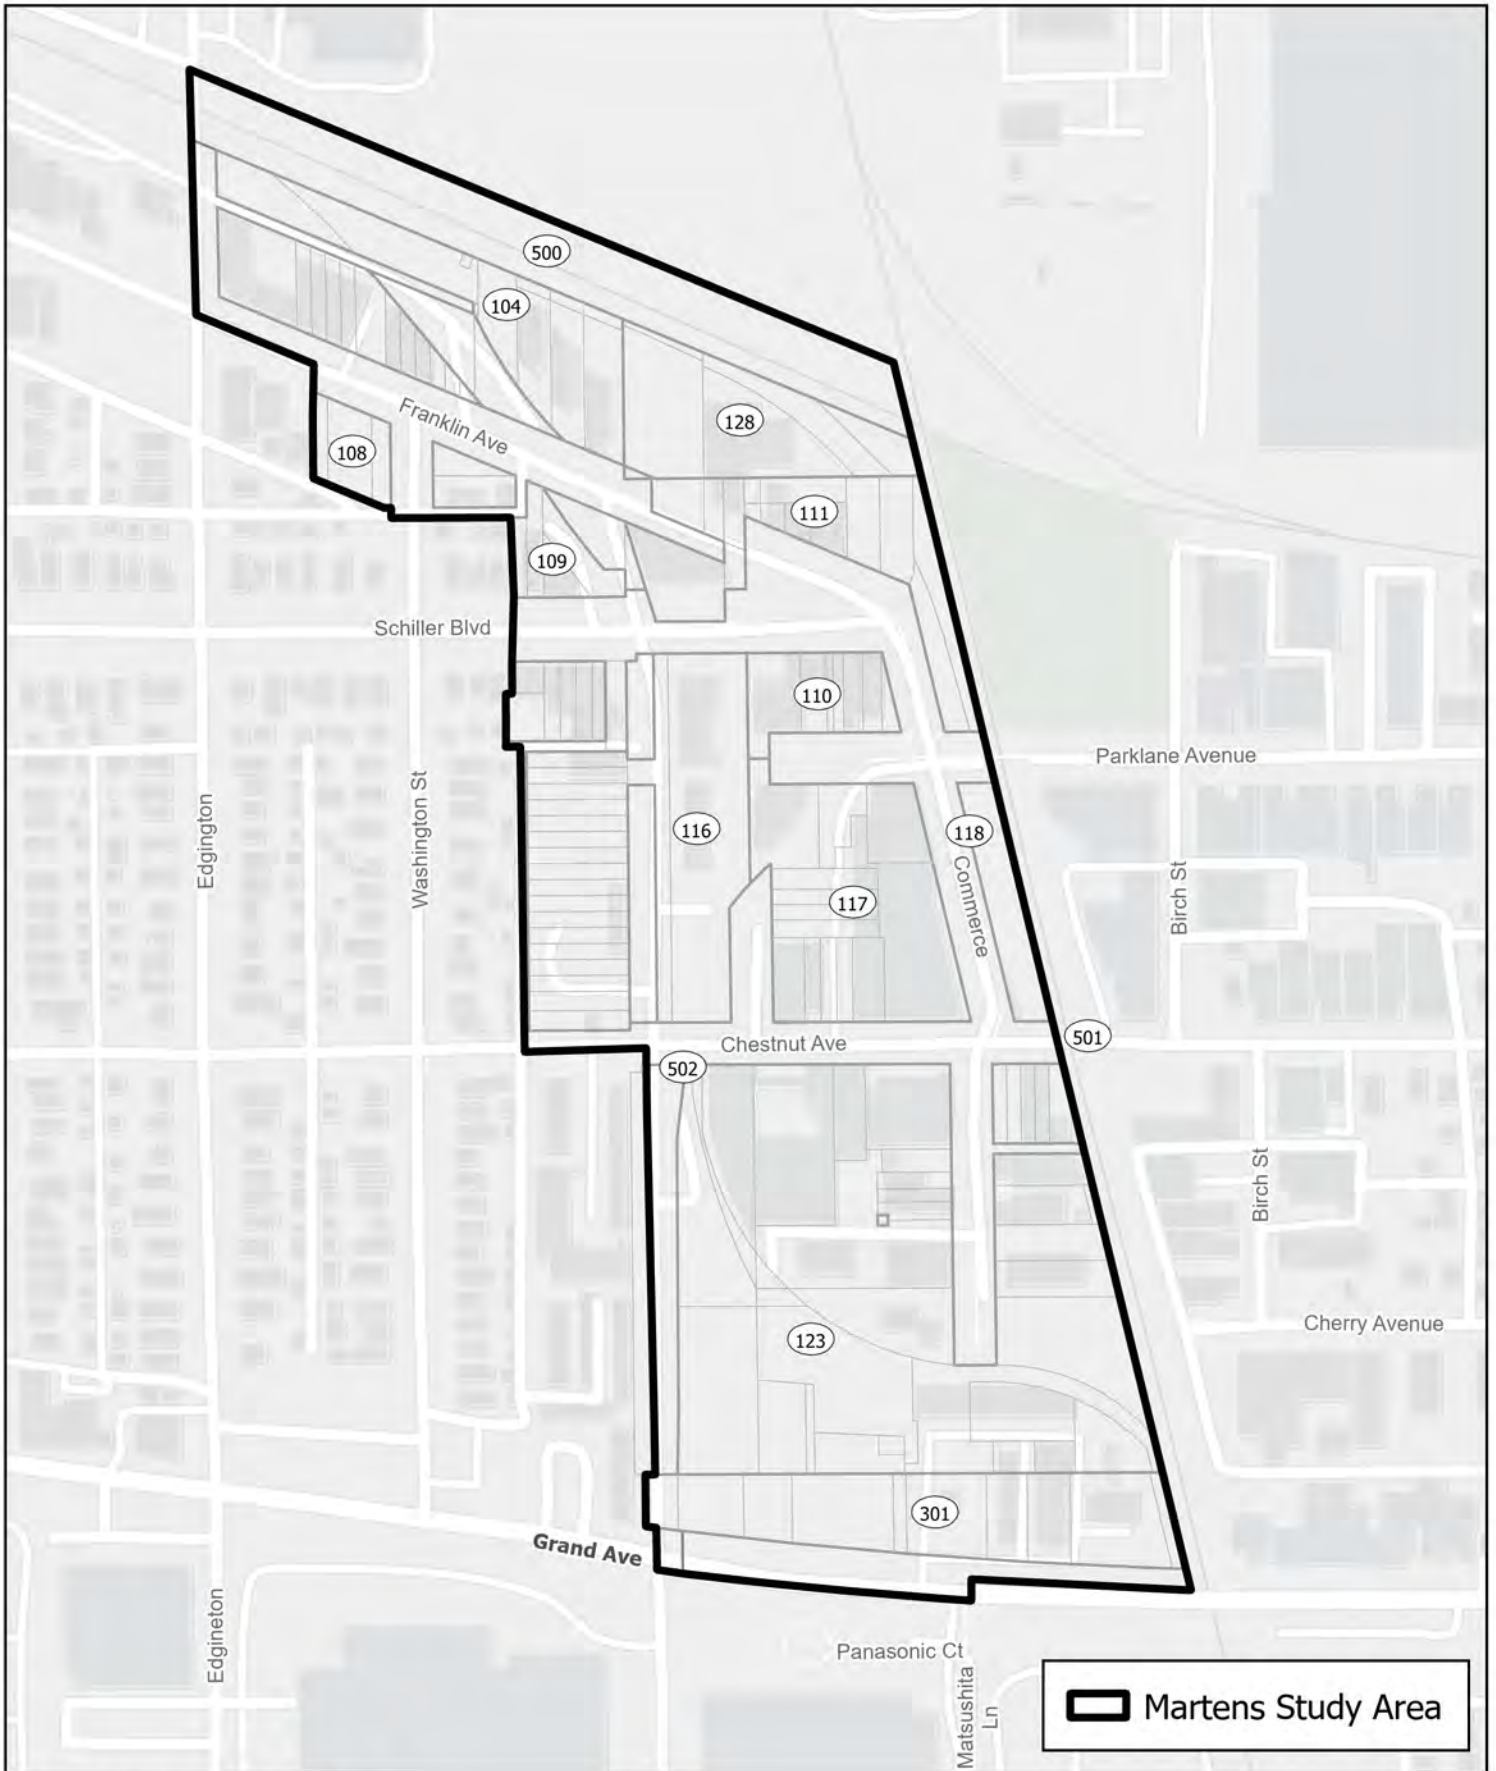 500
104
128
Franklin Ave
108
111
109
Schiller Blvd
110
Parklane Avenue
Edgington
Washington St
116
118
Commerce
Birch St
117
501
Chestnut Ave
502
Birch St
Cherry Avenue
123
301
Grand Ave
Edgineton
Panasonic Ct
Matsushita
Ln
Martens Study Area